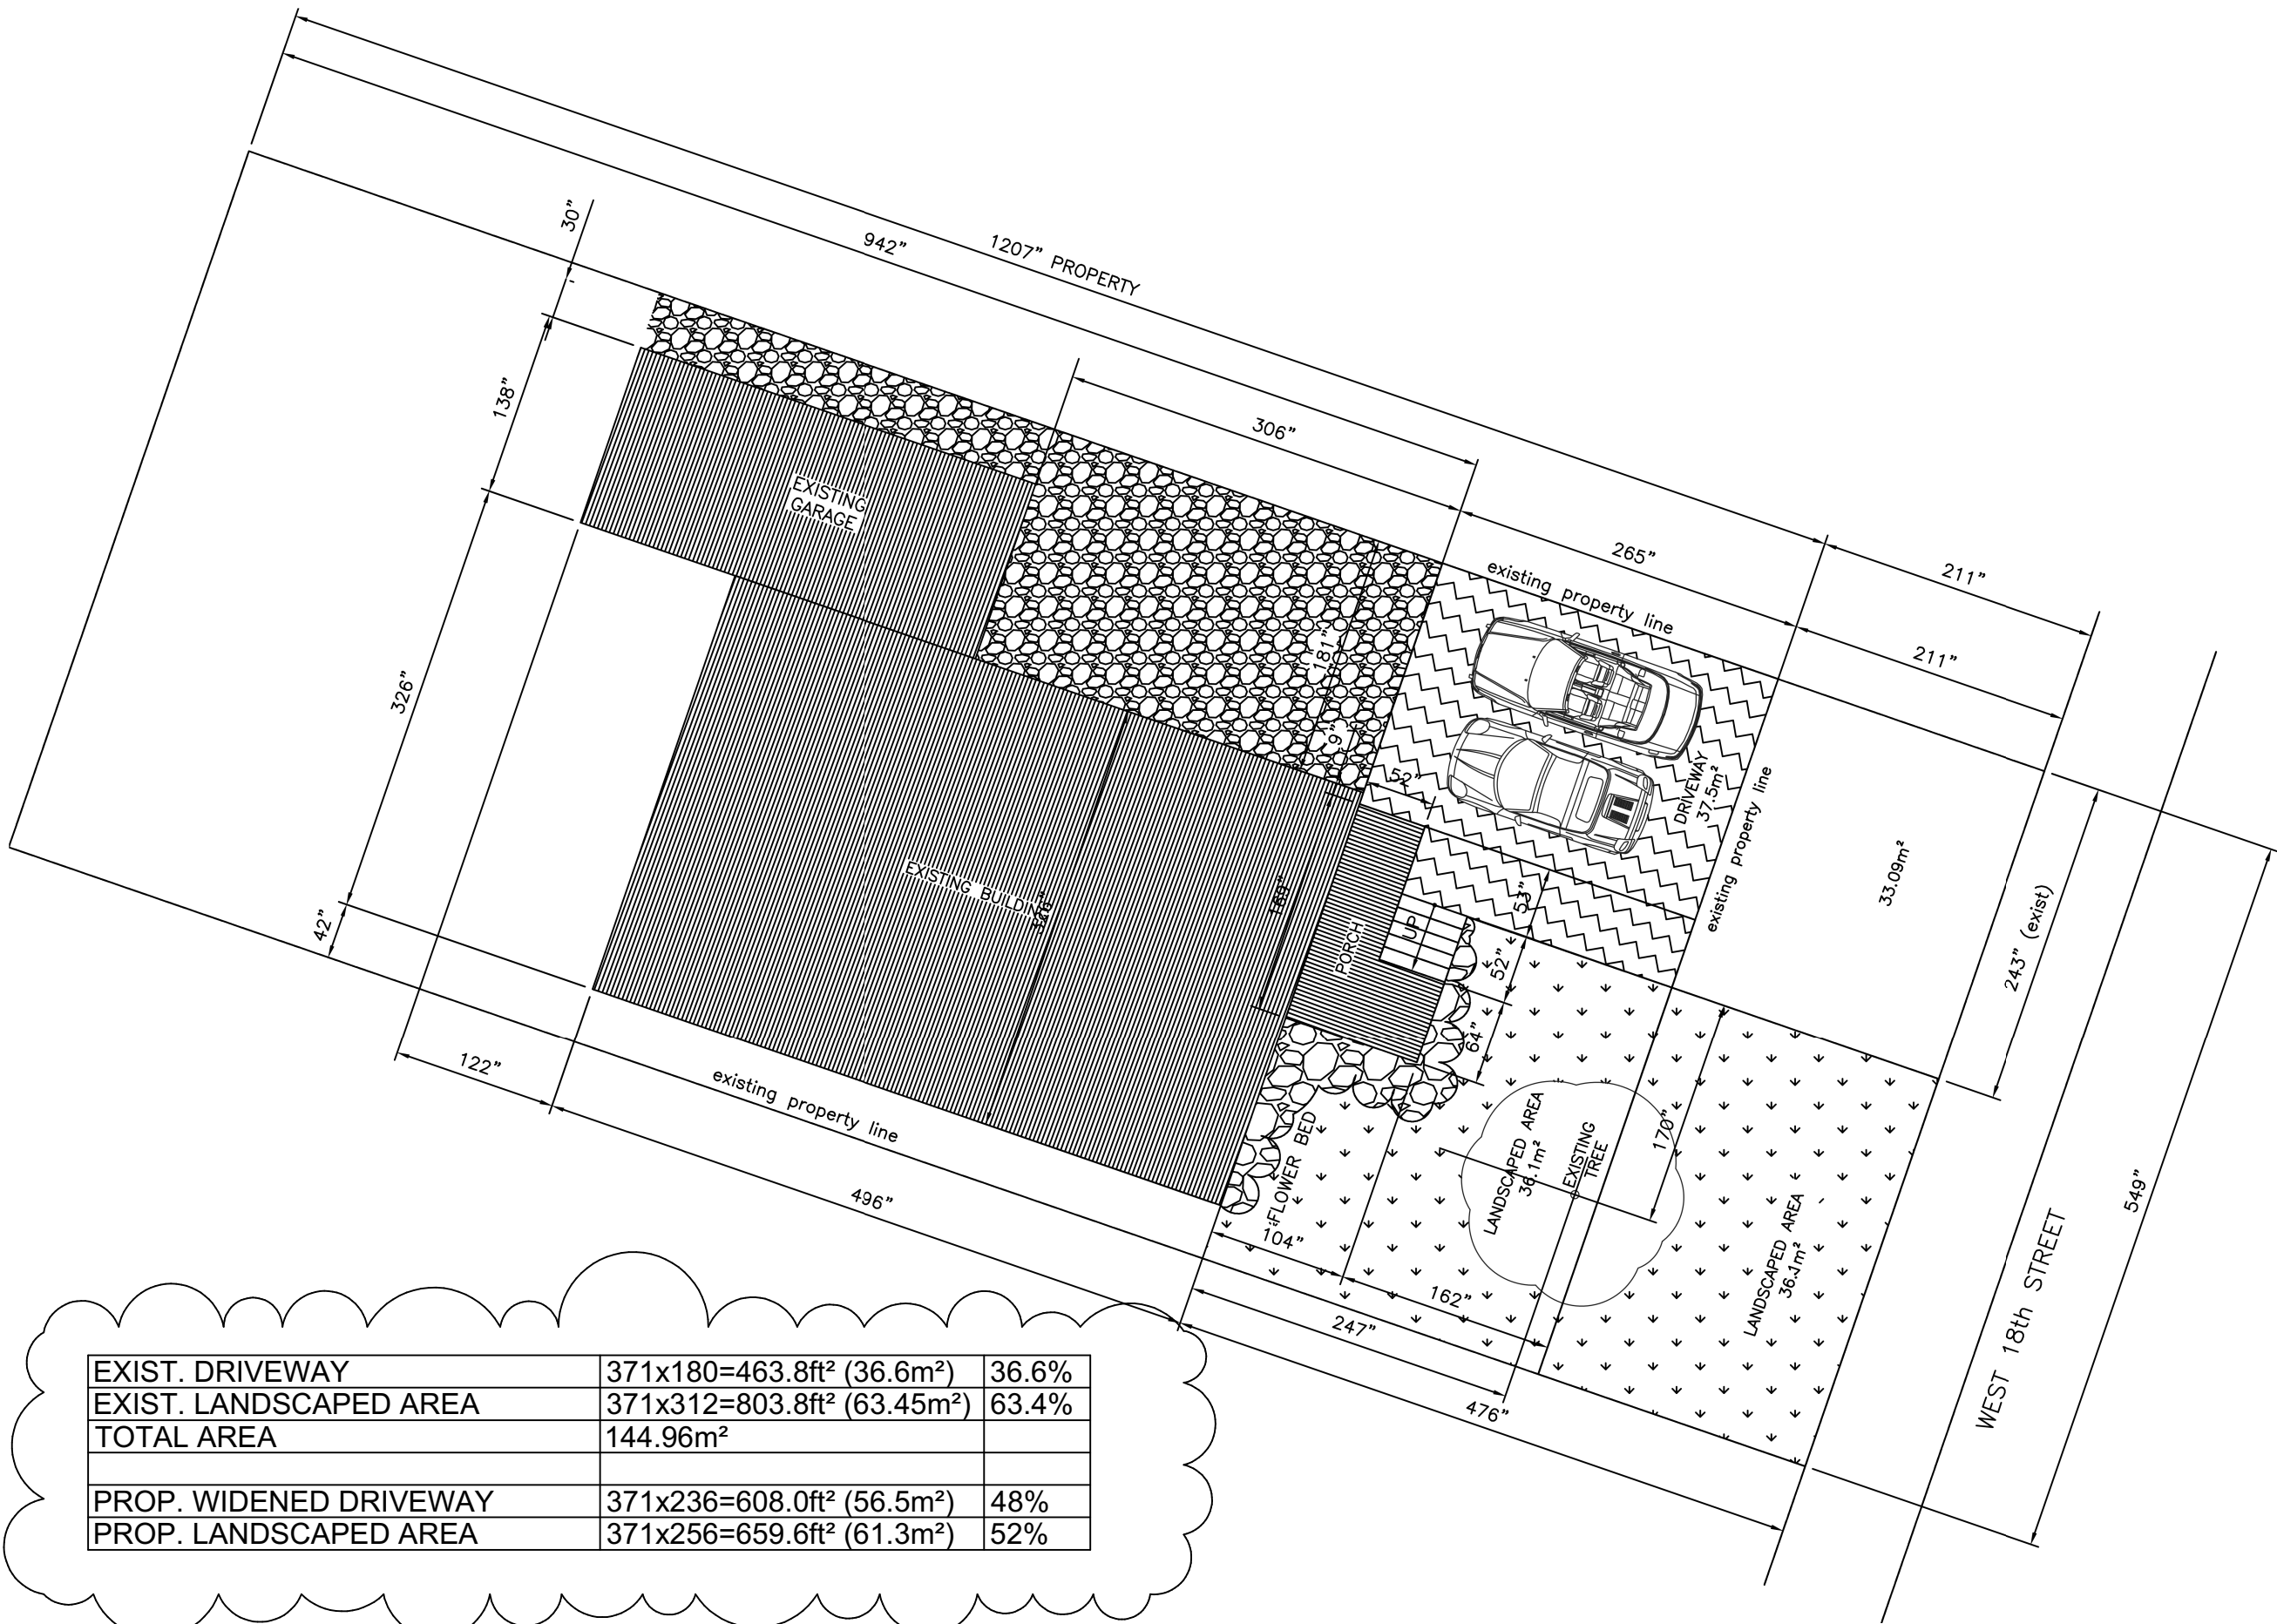 1207” PROPERTY
942”
30”
138”
306”
265”
211”
211”
existing property line
EXISTING
GARAGE
181”
9”
52”
DRIVEWAY
37.5m²
existing property line
33.09m²
243” (exist)
326”
EXISTING BUILDING
326”
169”
PORCH
UP
53”
52”
64”
42”
122”
existing property line
496”
FLOWER BED
104”
162”
247”
476”
LANDSCAPED AREA
36.1m²
EXISTING
TREE
170”
LANDSCAPED AREA
36.1m²
WEST 18th STREET
549”
EXIST. DRIVEWAY 371x180=463.8ft² (36.6m²) 36.6%
EXIST. LANDSCAPED AREA 371x312=803.8ft² (63.45m²) 63.4%
TOTAL AREA 144.96m²
PROP. WIDENED DRIVEWAY 371x236=608.0ft² (56.5m²) 48%
PROP. LANDSCAPED AREA 371x256=659.6ft² (61.3m²) 52%